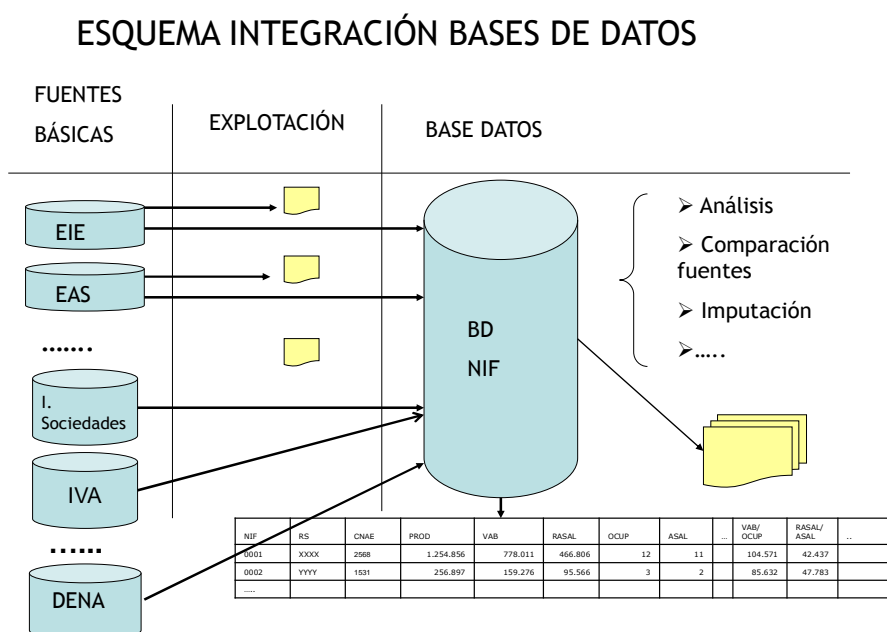 ESQUEMA INTEGRACIÓN BASES DE DATOS
FUENTES
BÁSICAS
EXPLOTACIÓN
BASE DATOS
EIE
EAS
.......
I.
Sociedades
IVA
.......
DENA
BD
NIF
➢ Análisis
➢ Comparación
fuentes
➢ Imputación
➢.....
NIF RS CNAE PROD VAB RASAL OCUP ASAL ... VAB/ OCUP RASAL/ ASAL ..
0001 XXXX 2568 1.254.856 778.011 466.806 12 11 104.571 42.437
0002 YYYY 1531 256.897 159.276 95.566 3 2 85.632 47.783
.....